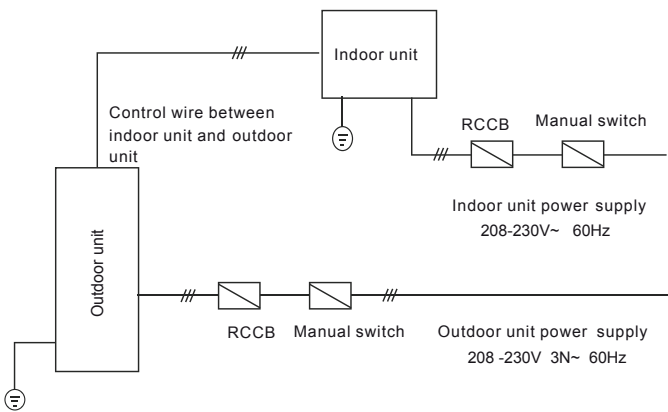 Indoor unit
Control wire between
indoor unit and outdoor
unit
RCCB
Manual switch
Indoor unit power supply
208-230V~ 60Hz
Outdoor unit
RCCB
Manual switch
Outdoor unit power supply
208 -230V 3N~ 60Hz